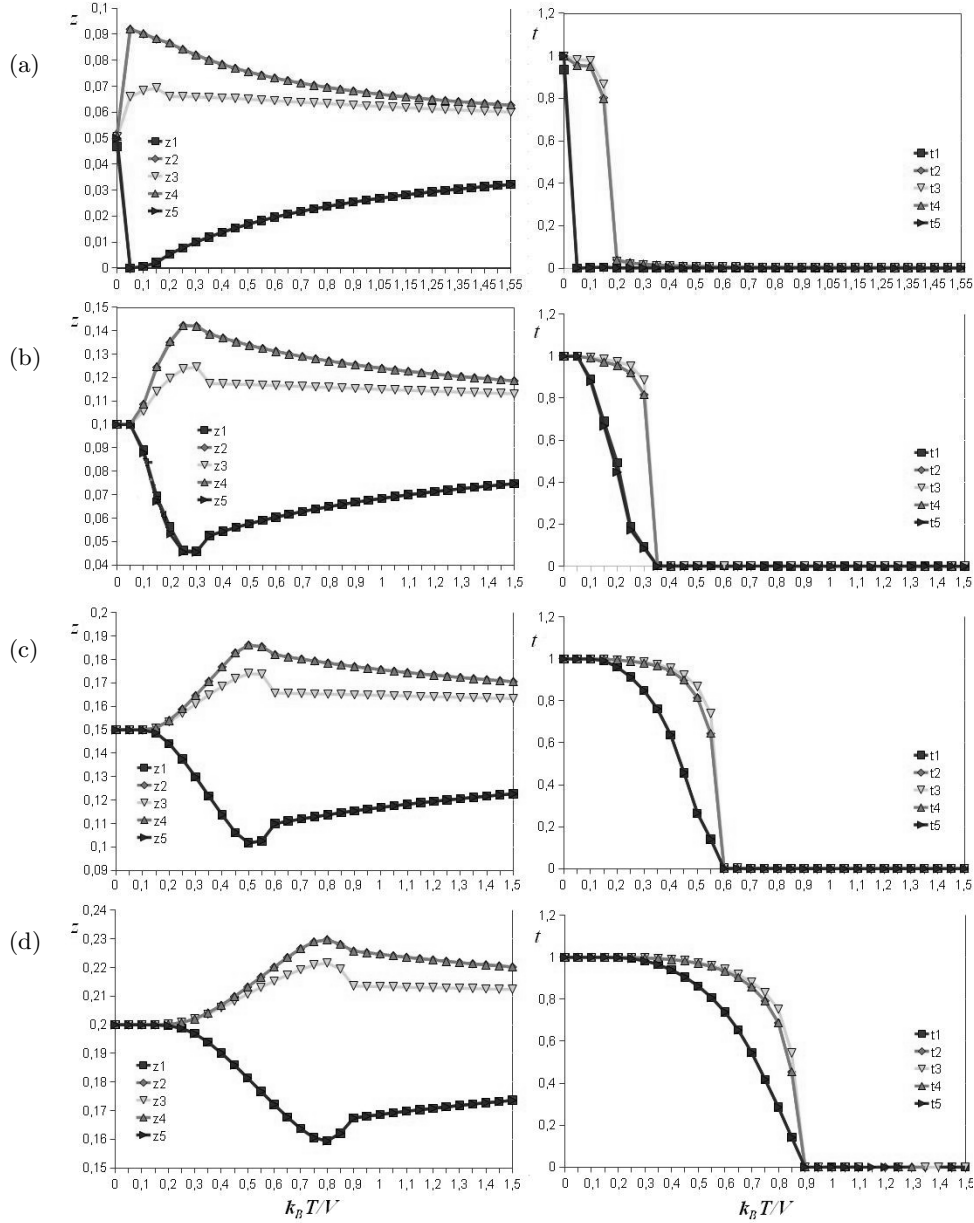 (a)
z
0,1
0,09
0,08
0,07
0,06
0,05
0,04
0,03
0,02
0,01
0
z1
z2
z3
z4
z5
0 0,1 0,2 0,3 0,4 0,5 0,6 0,7 0,8 0,9 1,05 1,15 1,25 1,35 1,45 1,55
t
1,2
1
0,8
0,6
0,4
0,2
0
t1
t2
t3
t4
t5
0 0,1 0,2 0,3 0,4 0,5 0,6 0,7 0,8 0,9 1,05 1,15 1,25 1,35 1,45 1,55
(b)
z
0,15
0,14
0,13
0,12
0,11
0,1
0,09
0,08
0,07
0,06
0,05
0,04
z1
z2
z3
z4
z5
0 0,1 0,2 0,3 0,4 0,5 0,6 0,7 0,8 0,9 1 1,1 1,2 1,3 1,4 1,5
t
1,2
1
0,8
0,6
0,4
0,2
0
t1
t2
t3
t4
t5
0 0,1 0,2 0,3 0,4 0,5 0,6 0,7 0,8 0,9 1 1,1 1,2 1,3 1,4 1,5
(c)
z
0,2
0,19
0,18
0,17
0,16
0,15
0,14
0,13
0,12
0,11
0,1
0,09
z1
z2
z3
z4
z5
0 0,1 0,2 0,3 0,4 0,5 0,6 0,7 0,8 0,9 1 1,1 1,2 1,3 1,4 1,5
t
1,2
1
0,8
0,6
0,4
0,2
0
t1
t2
t3
t4
t5
0 0,1 0,2 0,3 0,4 0,5 0,6 0,7 0,8 0,9 1 1,1 1,2 1,3 1,4 1,5
(d)
z
0,24
0,23
0,22
0,21
0,2
0,19
0,18
0,17
0,16
0,15
z1
z2
z3
z4
z5
0 0,1 0,2 0,3 0,4 0,5 0,6 0,7 0,8 0,9 1 1,1 1,2 1,3 1,4 1,5
k_B T/V
t
1,2
1
0,8
0,6
0,4
0,2
0
t1
t2
t3
t4
t5
0 0,1 0,2 0,3 0,4 0,5 0,6 0,7 0,8 0,9 1 1,1 1,2 1,3 1,4 1,5
k_B T/V